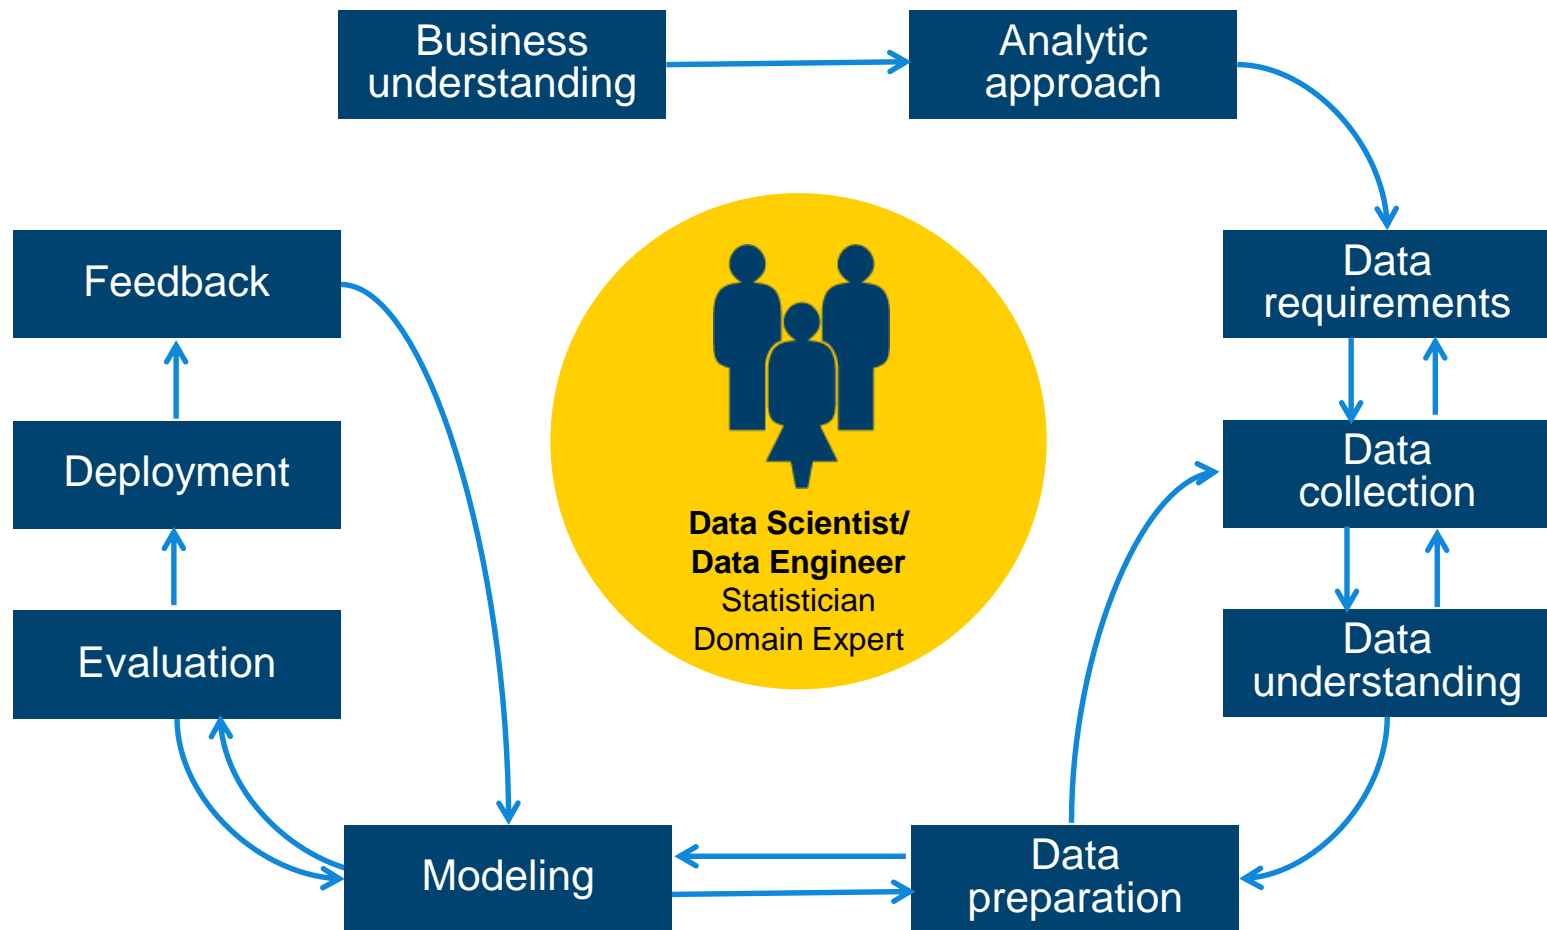 Business
understanding
Analytic
approach
Data
requirements
Data
collection
Data
understanding
Data
preparation
Modeling
Evaluation
Deployment
Feedback
Data Scientist/
Data Engineer
Statistician
Domain Expert